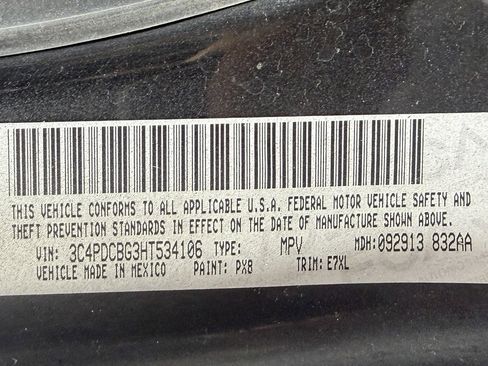 THIS VEHICLE CONFORMS TO ALL APPLICABLE U.S.A. FEDERAL MOTOR VEHICLE SAFETY AND
THEFT PREVENTION STANDARDS IN EFFECT ON THE DATE OF MANUFACTURE SHOWN ABOVE.
VIN: 3C4PDCBG3HT534106 TYPE: MPV MDH: 092913 832AA
VEHICLE MADE IN MEXICO PAINT: PX8 TRIM: E7XL